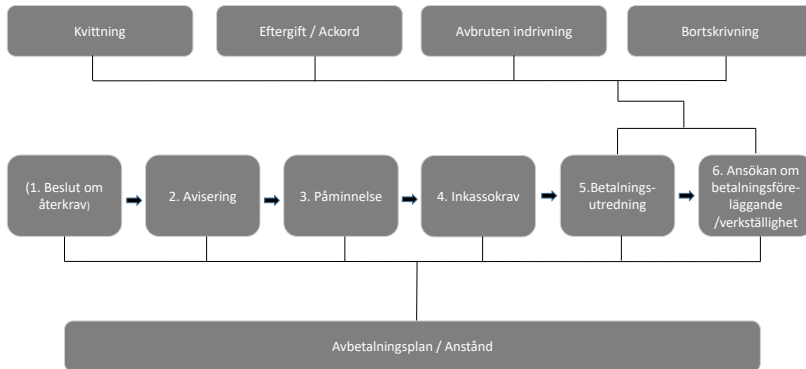 Kvittning
Eftergift / Ackord
Avbruten indrivning
Bortskrivning
(1. Beslut om
återkrav)
2. Avisering
3. Påminnelse
4. Inkassokrav
5.Betalnings-
utredning
6. Ansökan om
betalningsföre-
läggande
/verkställighet
Avbetalningsplan / Anstånd